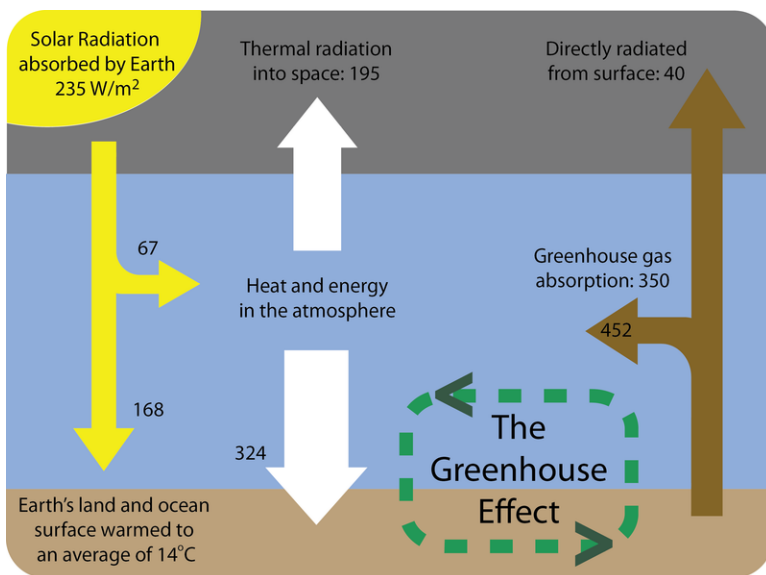 Solar Radiation
absorbed by Earth
235 W/m²
Thermal radiation
into space: 195
Directly radiated
from surface: 40
67
Heat and energy
in the atmosphere
Greenhouse gas
absorption: 350
452
168
324
The
Greenhouse
Effect
Earth's land and ocean
surface warmed to
an average of 14°C